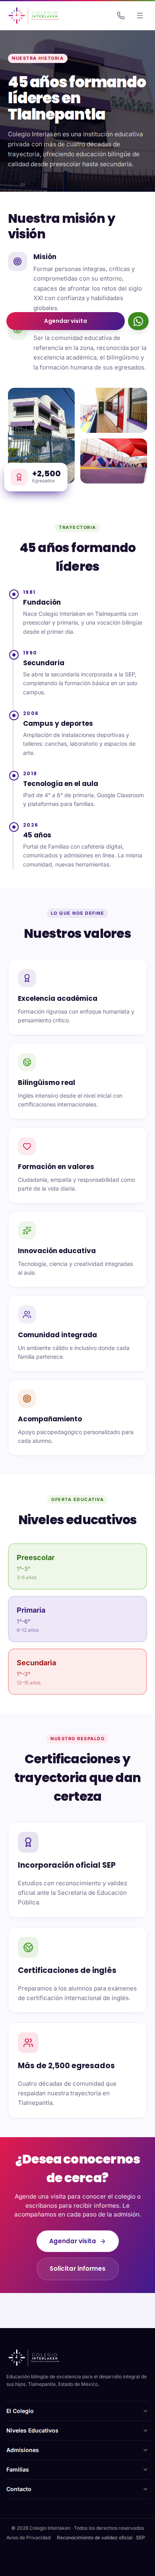 COLEGIO
INTERLAKEN
NUESTRA HISTORIA
45 años formando
líderes en
Tlalnepantla
Colegio Interlaken es una institución educativa
privada con más de cuatro décadas de
trayectoria, ofreciendo educación bilingüe de
calidad desde preescolar hasta secundaria.
Nuestra misión y
visión
Misión
Formar personas íntegras, críticas y
comprometidas con su entorno,
capaces de afrontar los retos del siglo
XXI con confianza y habilidades
globales.
Agendar visita
Ser la comunidad educativa de
referencia en la zona, reconocida por la
excelencia académica, el bilingüismo y
la formación humana de sus egresados.
+2,500
Egresados
TRAYECTORIA
45 años formando
líderes
1981
Fundación
Nace Colegio Interlaken en Tlalnepantla con
preescolar y primaria, y una vocación bilingüe
desde el primer día.
1990
Secundaria
Se abre la secundaria incorporada a la SEP,
completando la formación básica en un solo
campus.
2006
Campus y deportes
Ampliación de instalaciones deportivas y
talleres: canchas, laboratorio y espacios de
arte.
2019
Tecnología en el aula
iPad de 4° a 6° de primaria, Google Classroom
y plataformas para familias.
2026
45 años
Portal de Familias con cafetería digital,
comunicados y admisiones en línea. La misma
comunidad, nuevas herramientas.
LO QUE NOS DEFINE
Nuestros valores
Excelencia académica
Formación rigurosa con enfoque humanista y
pensamiento crítico.
Bilingüismo real
Inglés intensivo desde el nivel inicial con
certificaciones internacionales.
Formación en valores
Ciudadanía, empatía y responsabilidad como
parte de la vida diaria.
Innovación educativa
Tecnología, ciencia y creatividad integradas
al aula.
Comunidad integrada
Un ambiente cálido e inclusivo donde cada
familia pertenece.
Acompañamiento
Apoyo psicopedagógico personalizado para
cada alumno.
OFERTA EDUCATIVA
Niveles educativos
Preescolar
1°–3°
3–6 años
Primaria
1°–6°
6–12 años
Secundaria
1°–3°
12–15 años
NUESTRO RESPALDO
Certificaciones y
trayectoria que dan
certeza
Incorporación oficial SEP
Estudios con reconocimiento y validez
oficial ante la Secretaría de Educación
Pública.
Certificaciones de inglés
Preparamos a los alumnos para exámenes
de certificación internacional de inglés.
Más de 2,500 egresados
Cuatro décadas de comunidad que
respaldan nuestra trayectoria en
Tlalnepantla.
¿Desea conocernos
de cerca?
Agende una visita para conocer el colegio o
escríbanos para recibir informes. Le
acompañamos en cada paso de la admisión.
Agendar visita
Solicitar informes
COLEGIO
INTERLAKEN
Educación bilingüe de excelencia para el desarrollo integral de
sus hijos. Tlalnepantla, Estado de México.
El Colegio
Niveles Educativos
Admisiones
Familias
Contacto
© 2026 Colegio Interlaken · Todos los derechos reservados
Aviso de Privacidad Reconocimiento de validez oficial · SEP